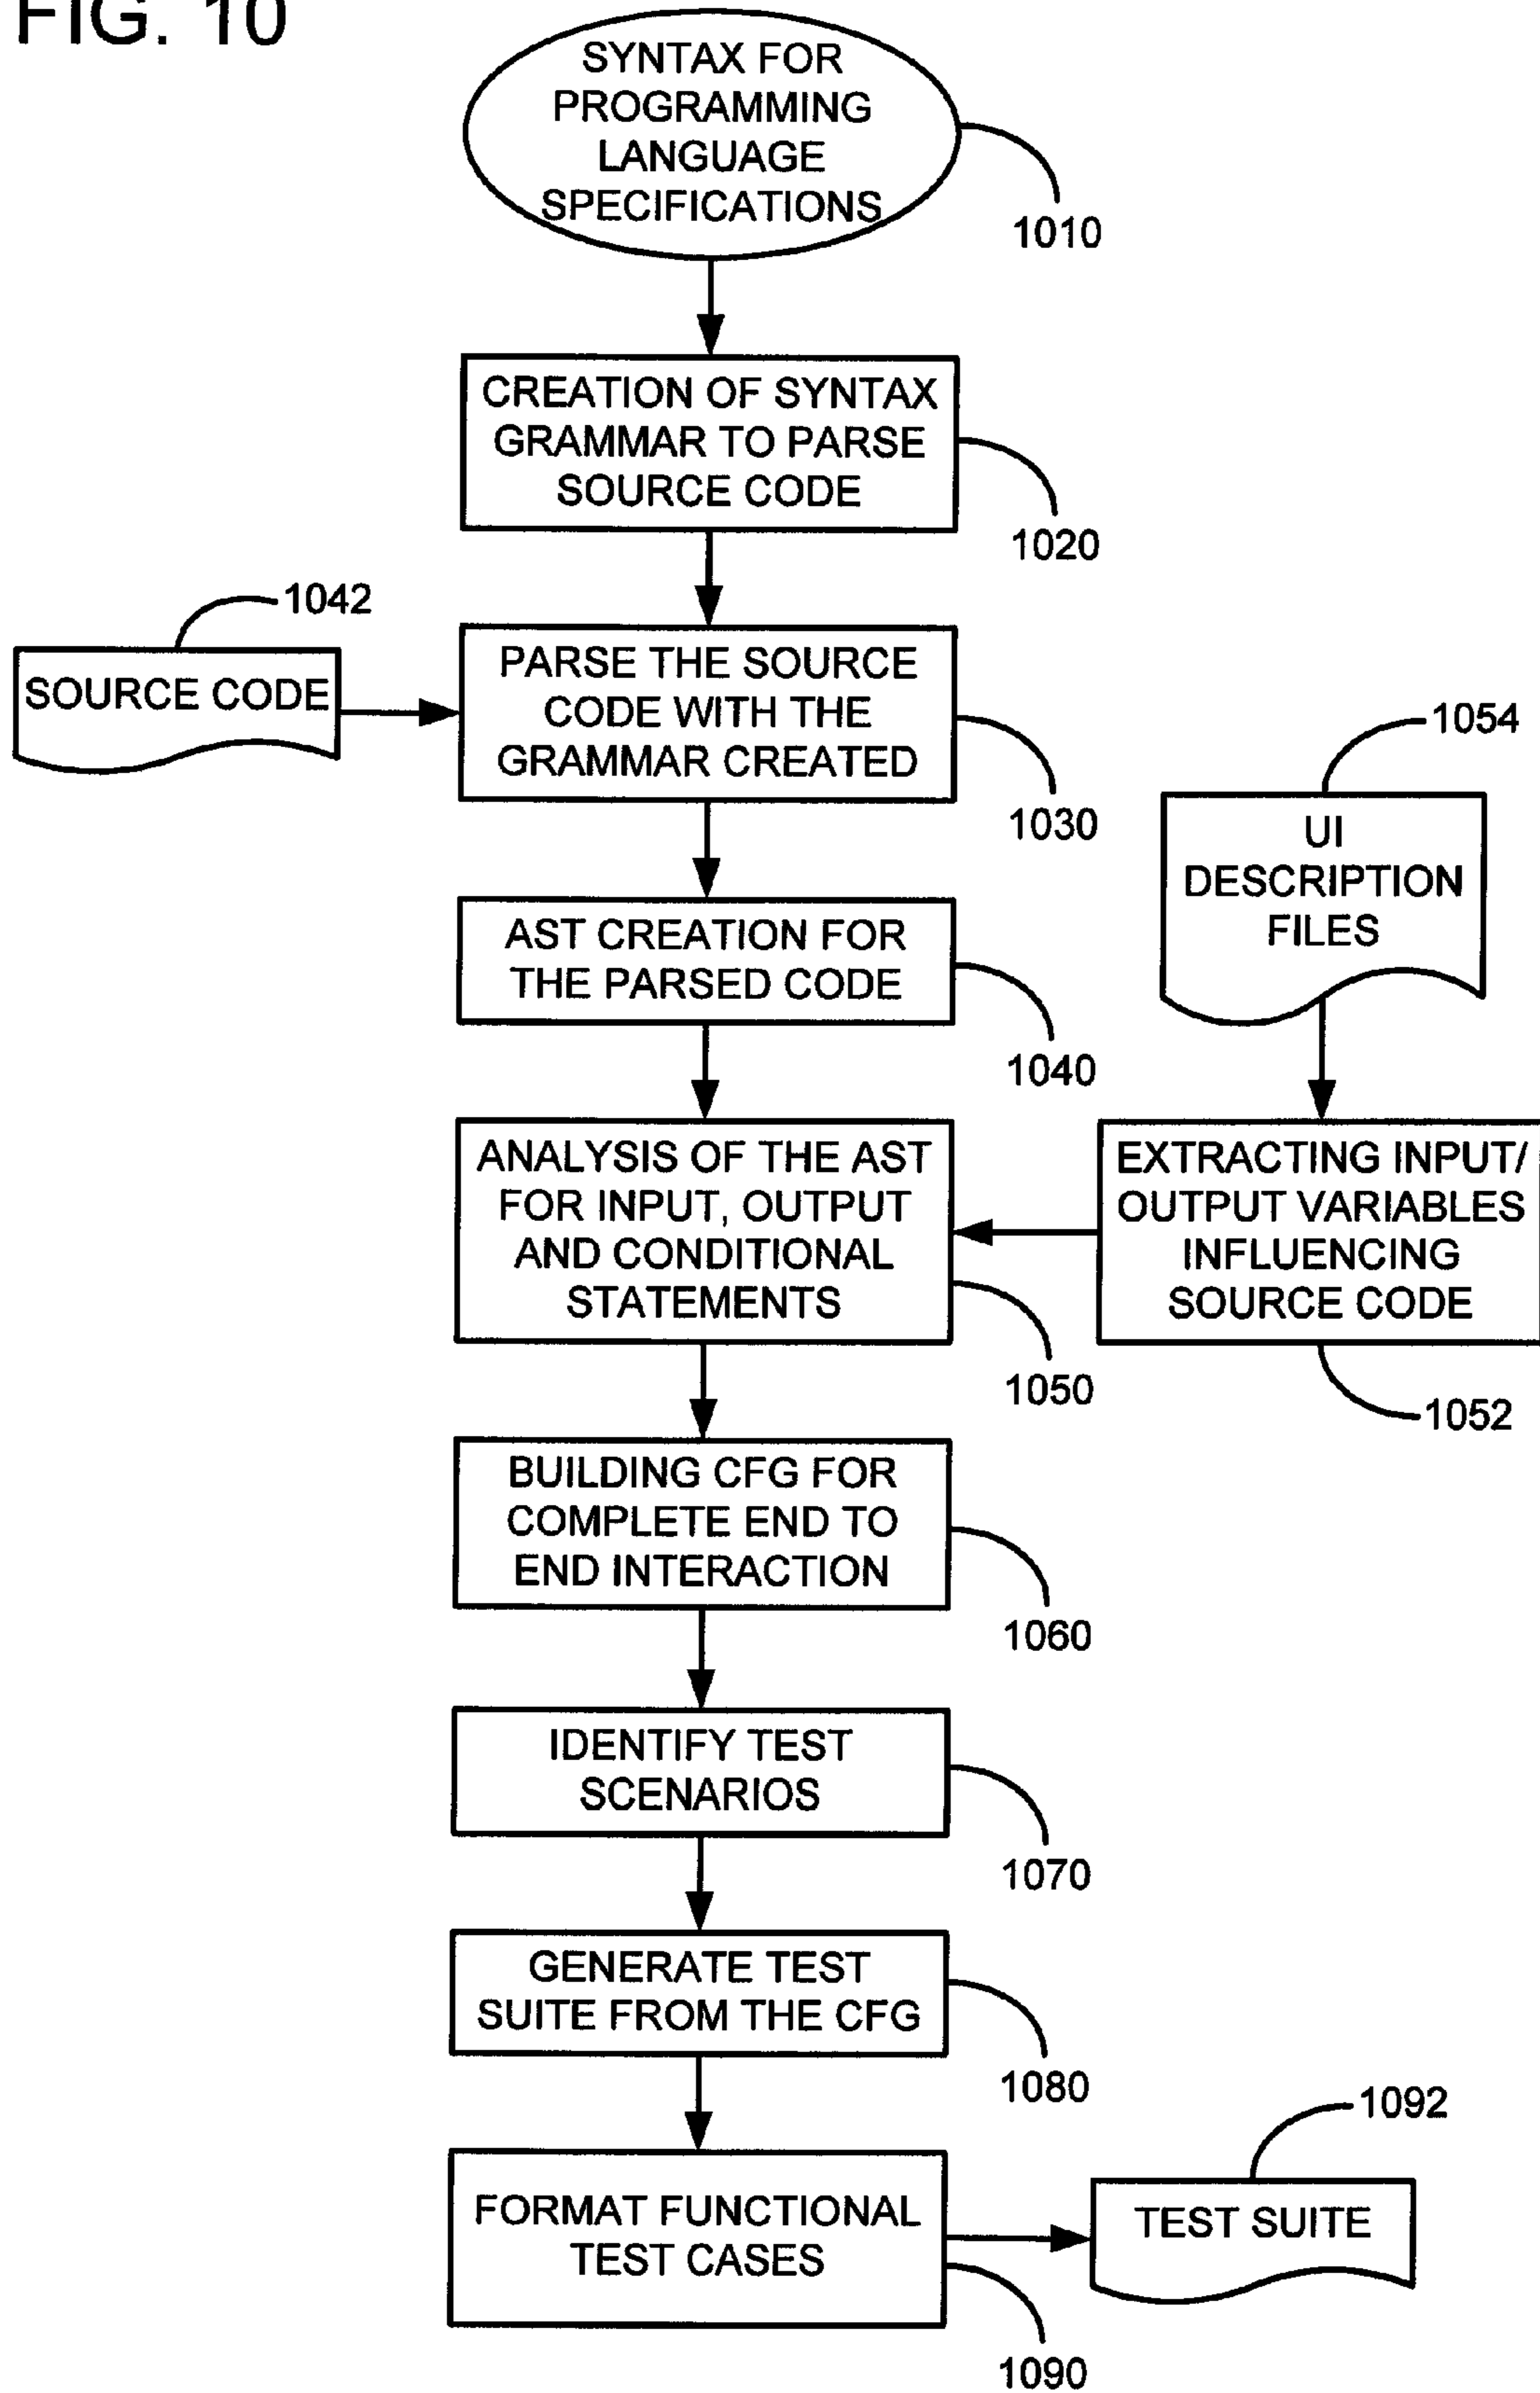 FIG. 10
SYNTAX FOR
PROGRAMMING
LANGUAGE
SPECIFICATIONS
1010
CREATION OF SYNTAX
GRAMMAR TO PARSE
SOURCE CODE
1020
1042
SOURCE CODE
PARSE THE SOURCE
CODE WITH THE
GRAMMAR CREATED
1030
1054
UI
DESCRIPTION
FILES
AST CREATION FOR
THE PARSED CODE
1040
ANALYSIS OF THE AST
FOR INPUT, OUTPUT
AND CONDITIONAL
STATEMENTS
1050
EXTRACTING INPUT/
OUTPUT VARIABLES
INFLUENCING
SOURCE CODE
1052
BUILDING CFG FOR
COMPLETE END TO
END INTERACTION
1060
IDENTIFY TEST
SCENARIOS
1070
GENERATE TEST
SUITE FROM THE CFG
1080
1092
FORMAT FUNCTIONAL
TEST CASES
TEST SUITE
1090